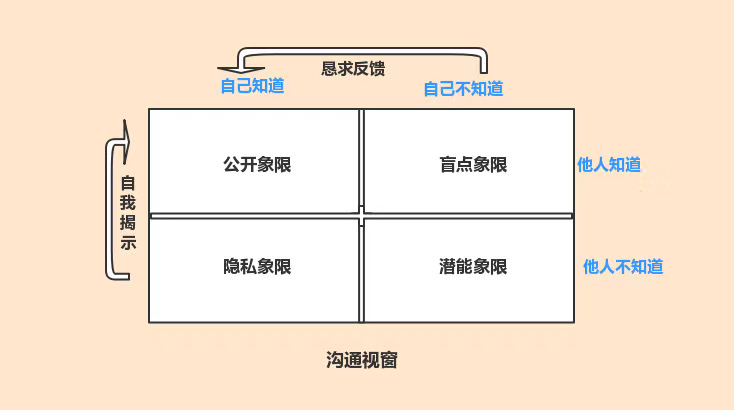 恳求反馈
自己知道
自己不知道
公开象限
盲点象限
他人知道
自我揭示
隐私象限
潜能象限
他人不知道
沟通视窗